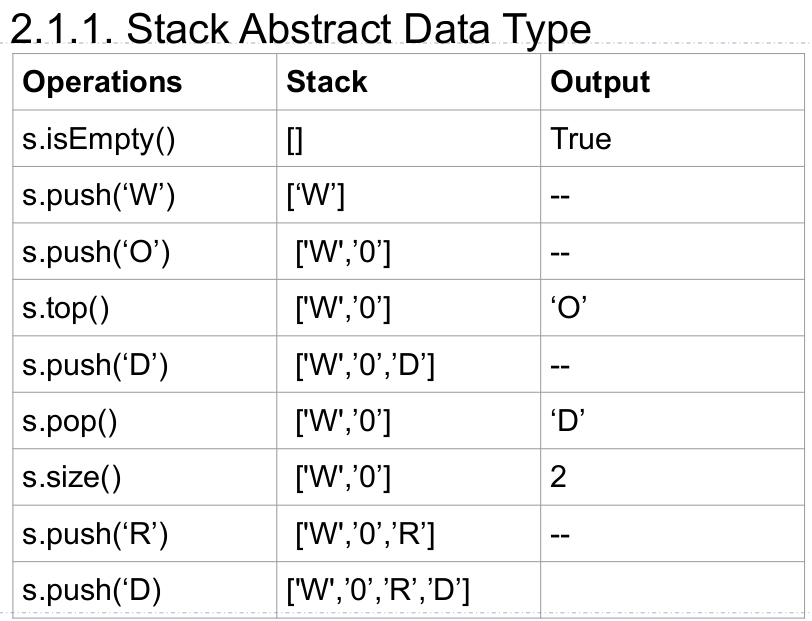 2.1.1. Stack Abstract Data Type
Operations Stack Output
s.isEmpty() [] True
s.push(‘W’) [‘W’] --
s.push(‘O’) ['W',’0’] --
s.top() ['W',’0’] ‘O’
s.push(‘D’) ['W',’0’,’D’] --
s.pop() ['W',’0’] ‘D’
s.size() ['W',’0’] 2
s.push(‘R’) ['W',’0’,’R’] --
s.push(‘D) ['W',’0’,’R’,’D’]